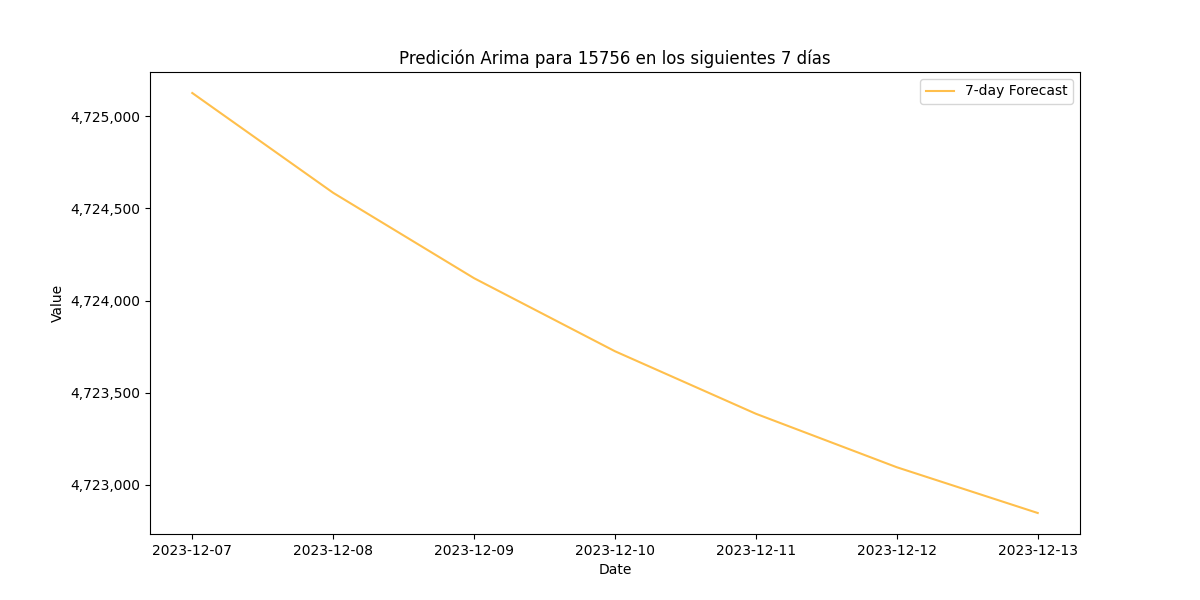 Predición Arima para 15756 en los siguientes 7 días
7-day Forecast
4,725,000
4,724,500
4,724,000
4,723,500
4,723,000
Value
2023-12-07 2023-12-08 2023-12-09 2023-12-10 2023-12-11 2023-12-12 2023-12-13
Date